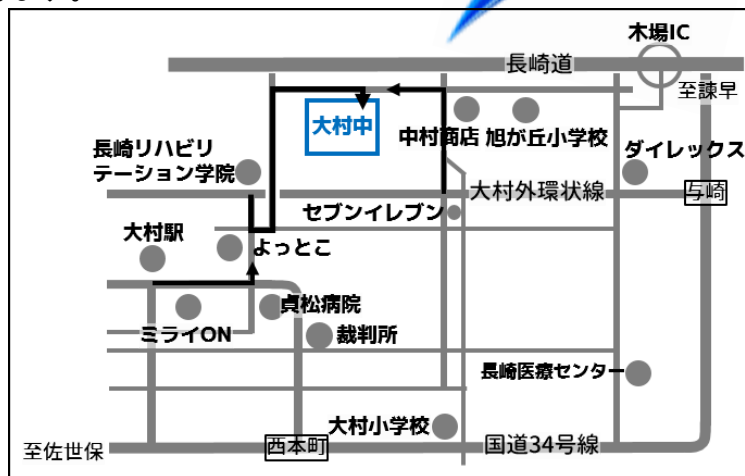 ります。
木場IC
長崎道
至諫早
大村中
中村商店
旭が丘小学校
長崎リハビリ
テーション学院
ダイレックス
大村外環状線
与崎
セブンイレブン
大村駅
よっとこ
ミライON
貞松病院
裁判所
長崎医療センター
大村小学校
至佐世保
西本町
国道34号線